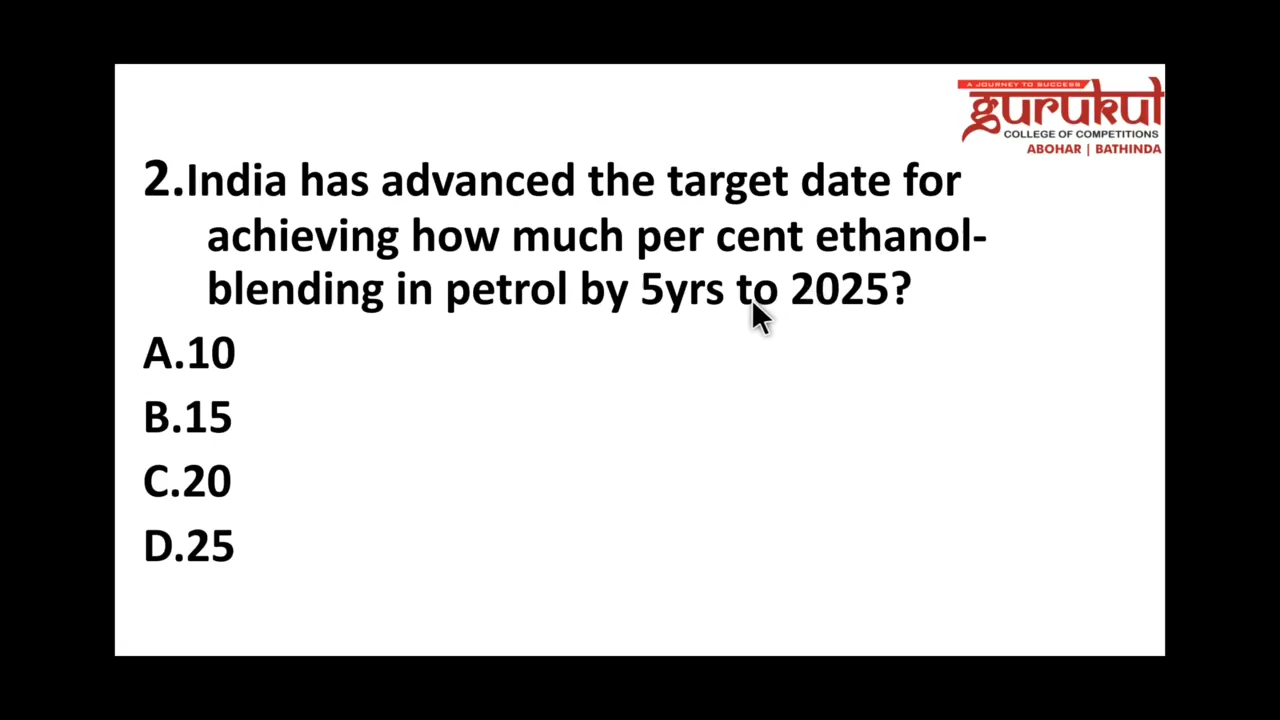 A JOURNEY TO SUCCESS
gurukul
COLLEGE OF COMPETITIONS
ABOHAR | BATHINDA
2.India has advanced the target date for
achieving how much per cent ethanol-
blending in petrol by 5yrs to 2025?
A.10
B.15
C.20
D.25